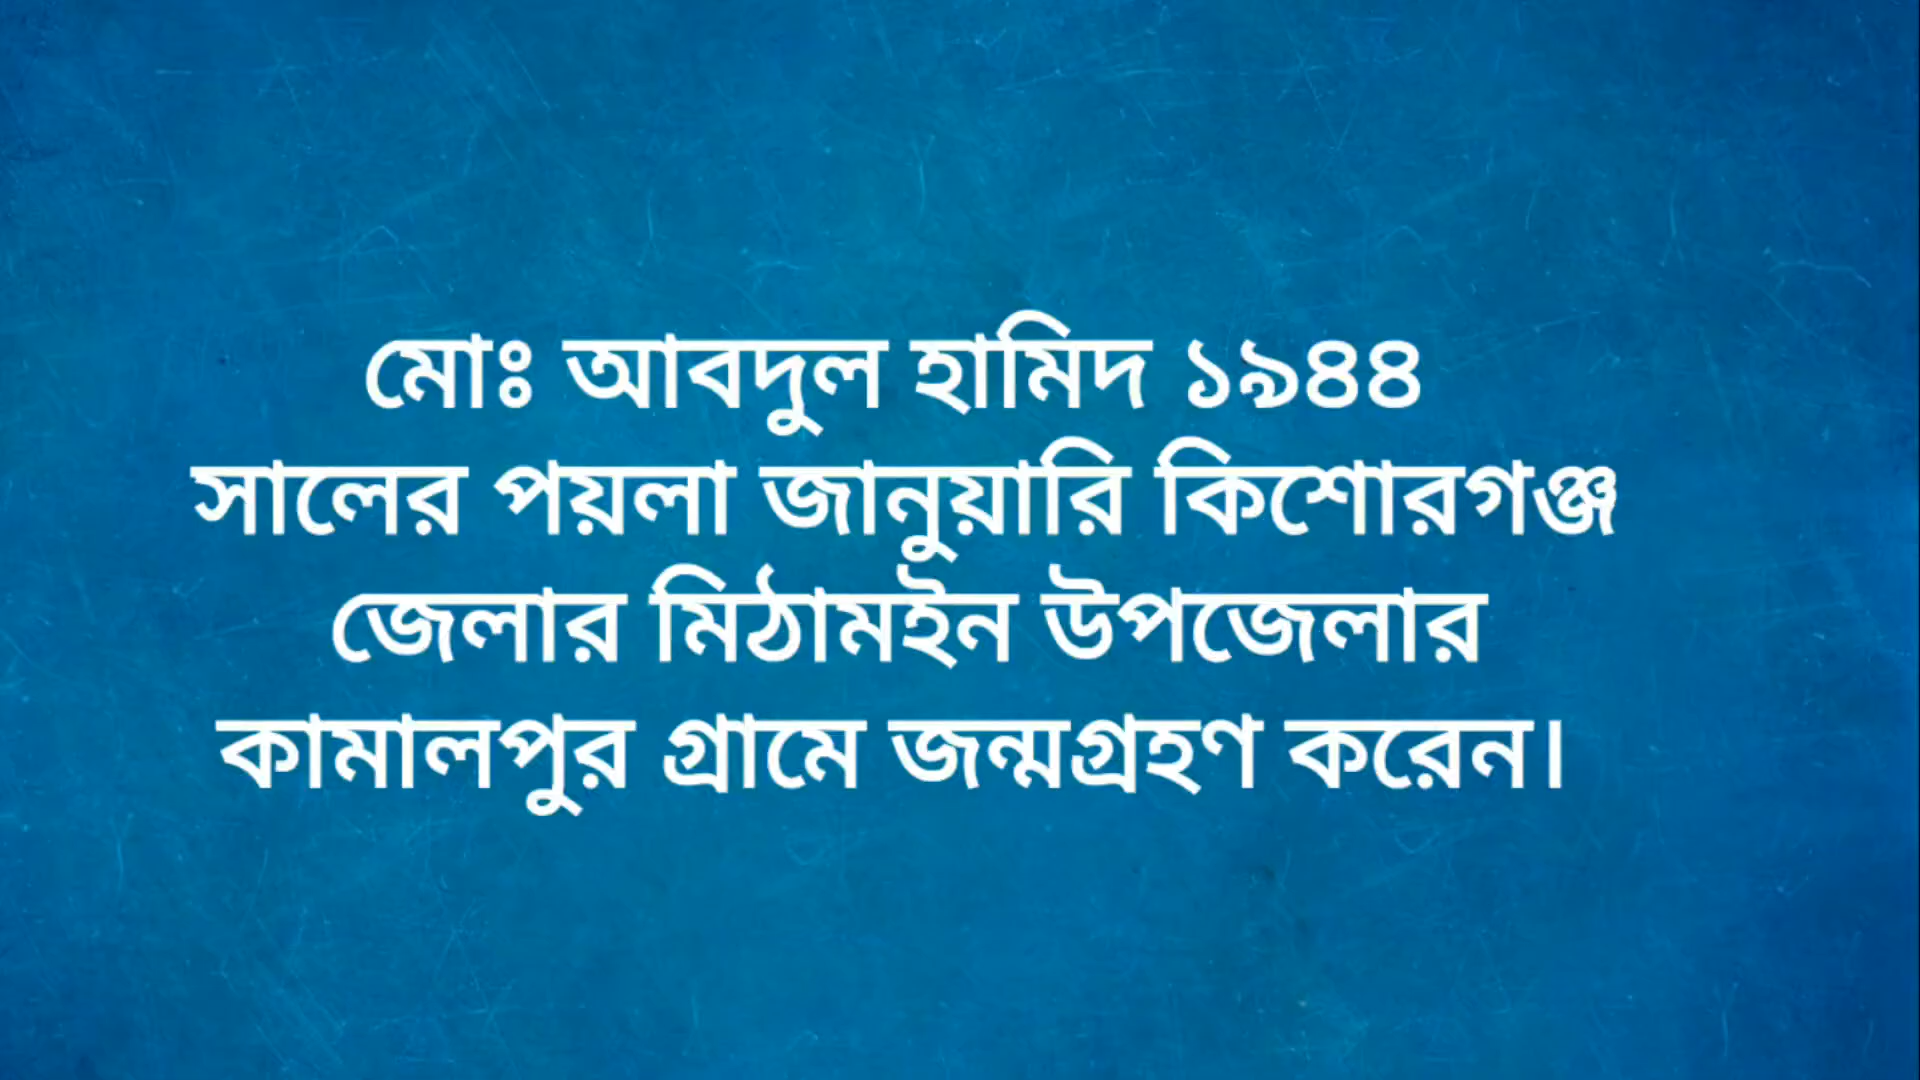 মোঃ আবদুল হামিদ ১৯৪৪
সালের পয়লা জানুয়ারি কিশোরগঞ্জ
জেলার মিঠামইন উপজেলার
কামালপুর গ্রামে জন্মগ্রহণ করেন।